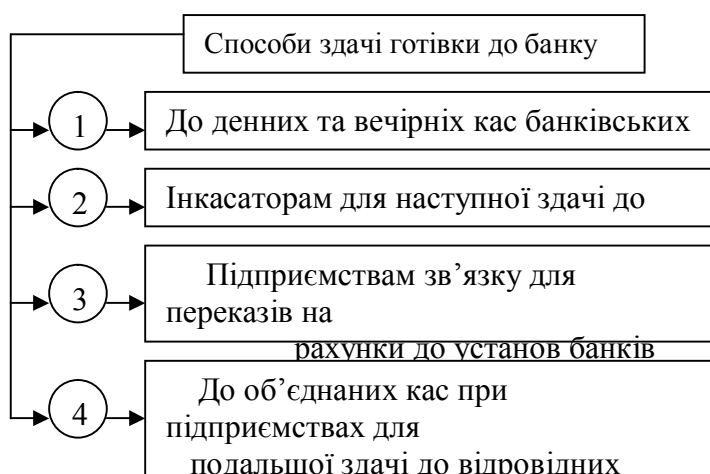 Способи здачі готівки до банку
1
До денних та вечірніх кас банківських
2
Інкасаторам для наступної здачі до
3
Підприємствам зв’язку для
переказів на
рахунки до установ банків
4
До об’єднаних кас при
підприємствах для
подальшої здачі до відровідних